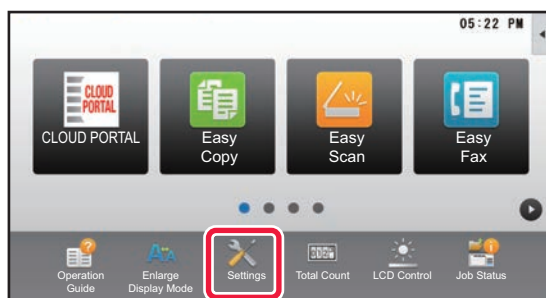 05:22 PM
CLOUD
PORTAL
CLOUD PORTAL
Easy
Copy
Easy
Scan
Easy
Fax
Operation
Guide
Enlarge
Display Mode
Settings
Total Count
LCD Control
Job Status